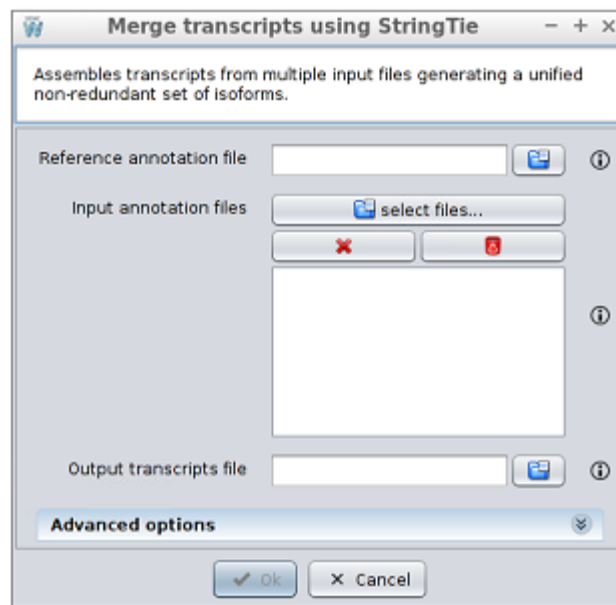 Merge transcripts using StringTie
Assembles transcripts from multiple input files generating a unified
non-redundant set of isoforms.
Reference annotation file
Input annotation files
select files...
Output transcripts file
Advanced options
Ok
Cancel